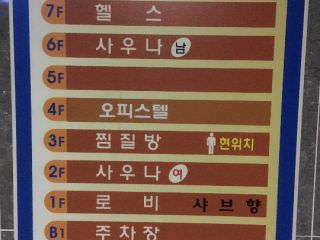 7F 헬 스
6F 사 우 나 남
5F
4F 오피스텔
3F 찜 질 방 현위치
2F 사 우 나 여
1F 로 비 샤 브 향
B1 주 차 장